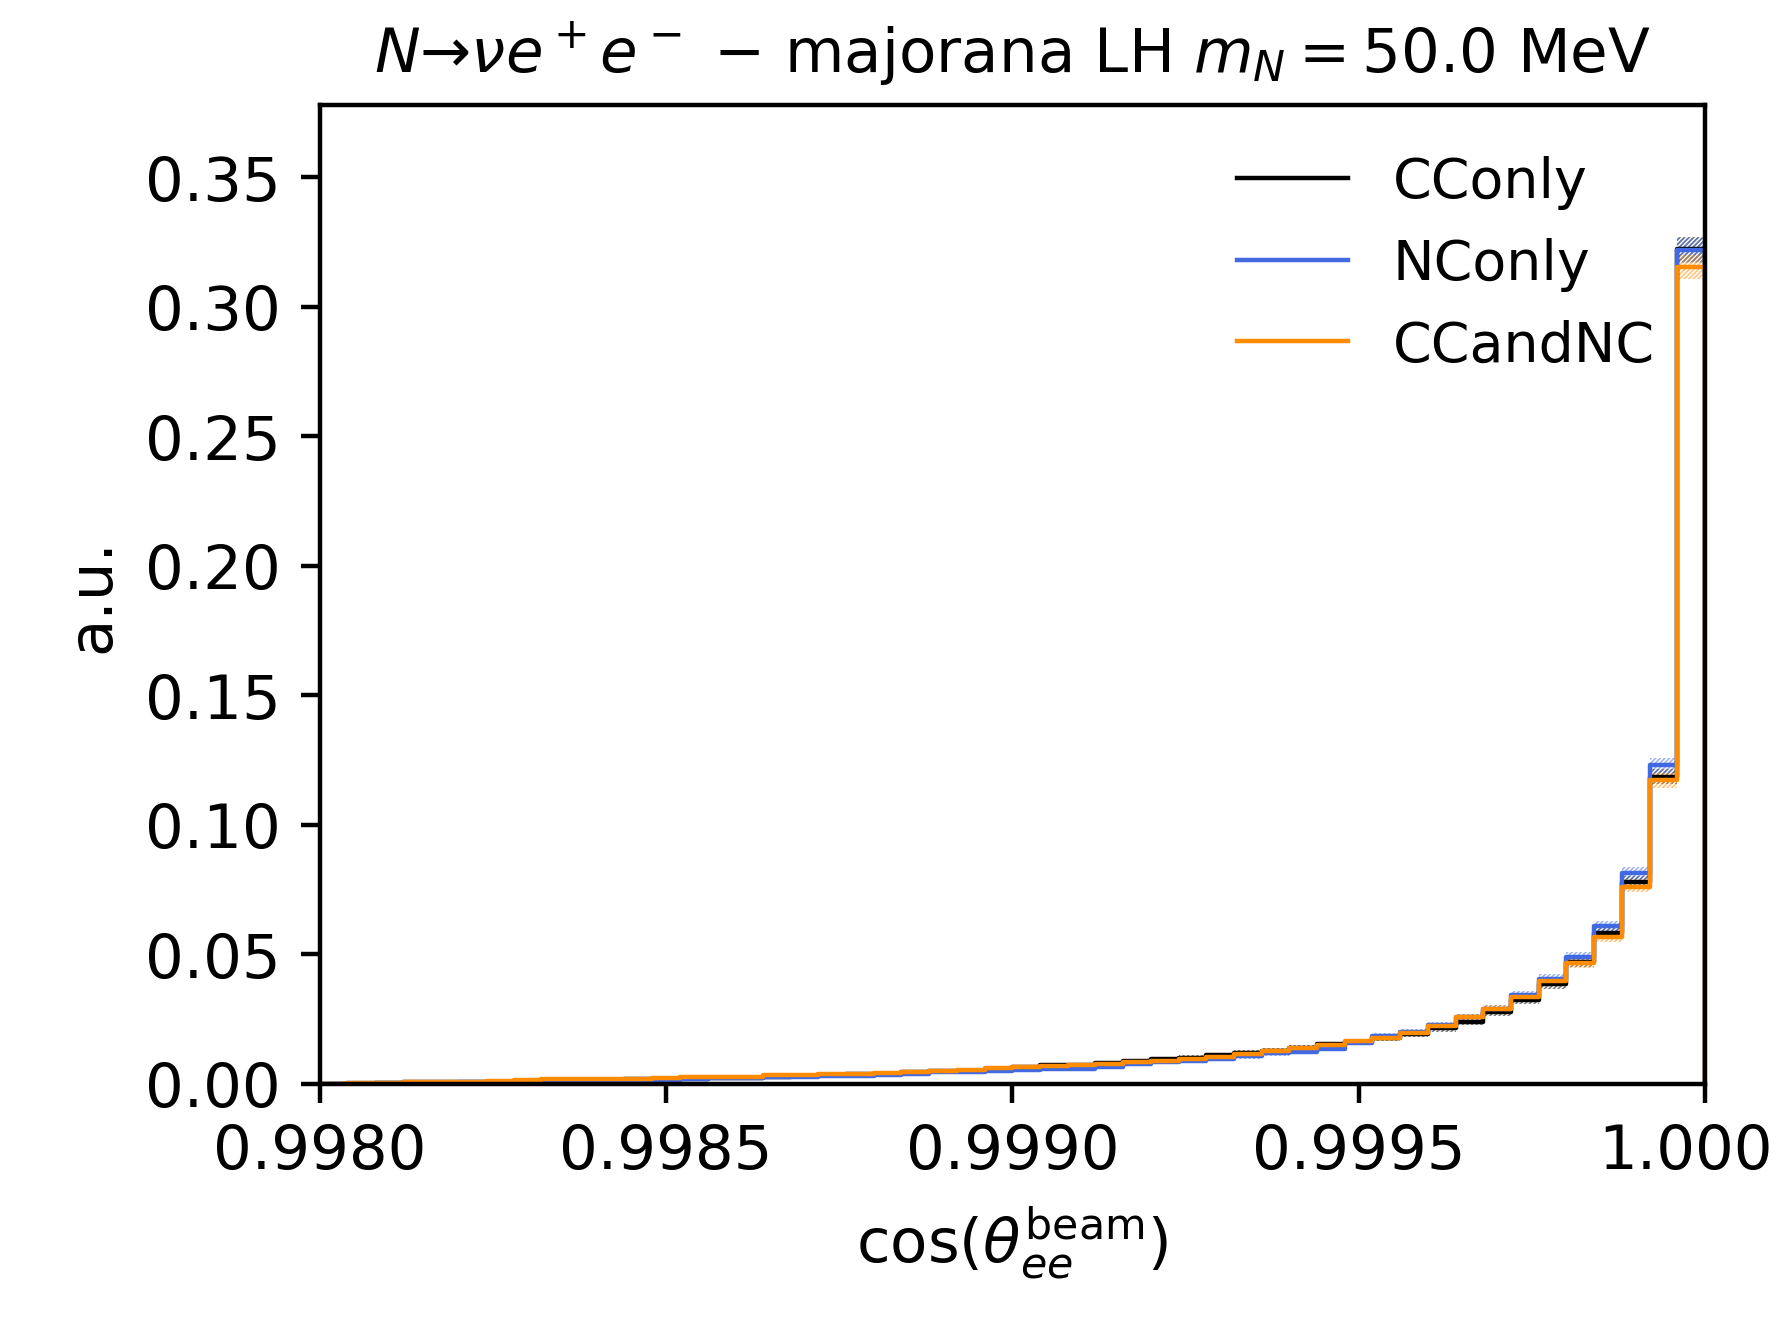 N→νe⁺e⁻ − majorana LH m_N = 50.0 MeV
CConly
NConly
CCandNC
0.35
0.30
0.25
0.20
0.15
0.10
0.05
0.00
a.u.
0.9980 0.9985 0.9990 0.9995 1.000
cos(θ_ee^beam)